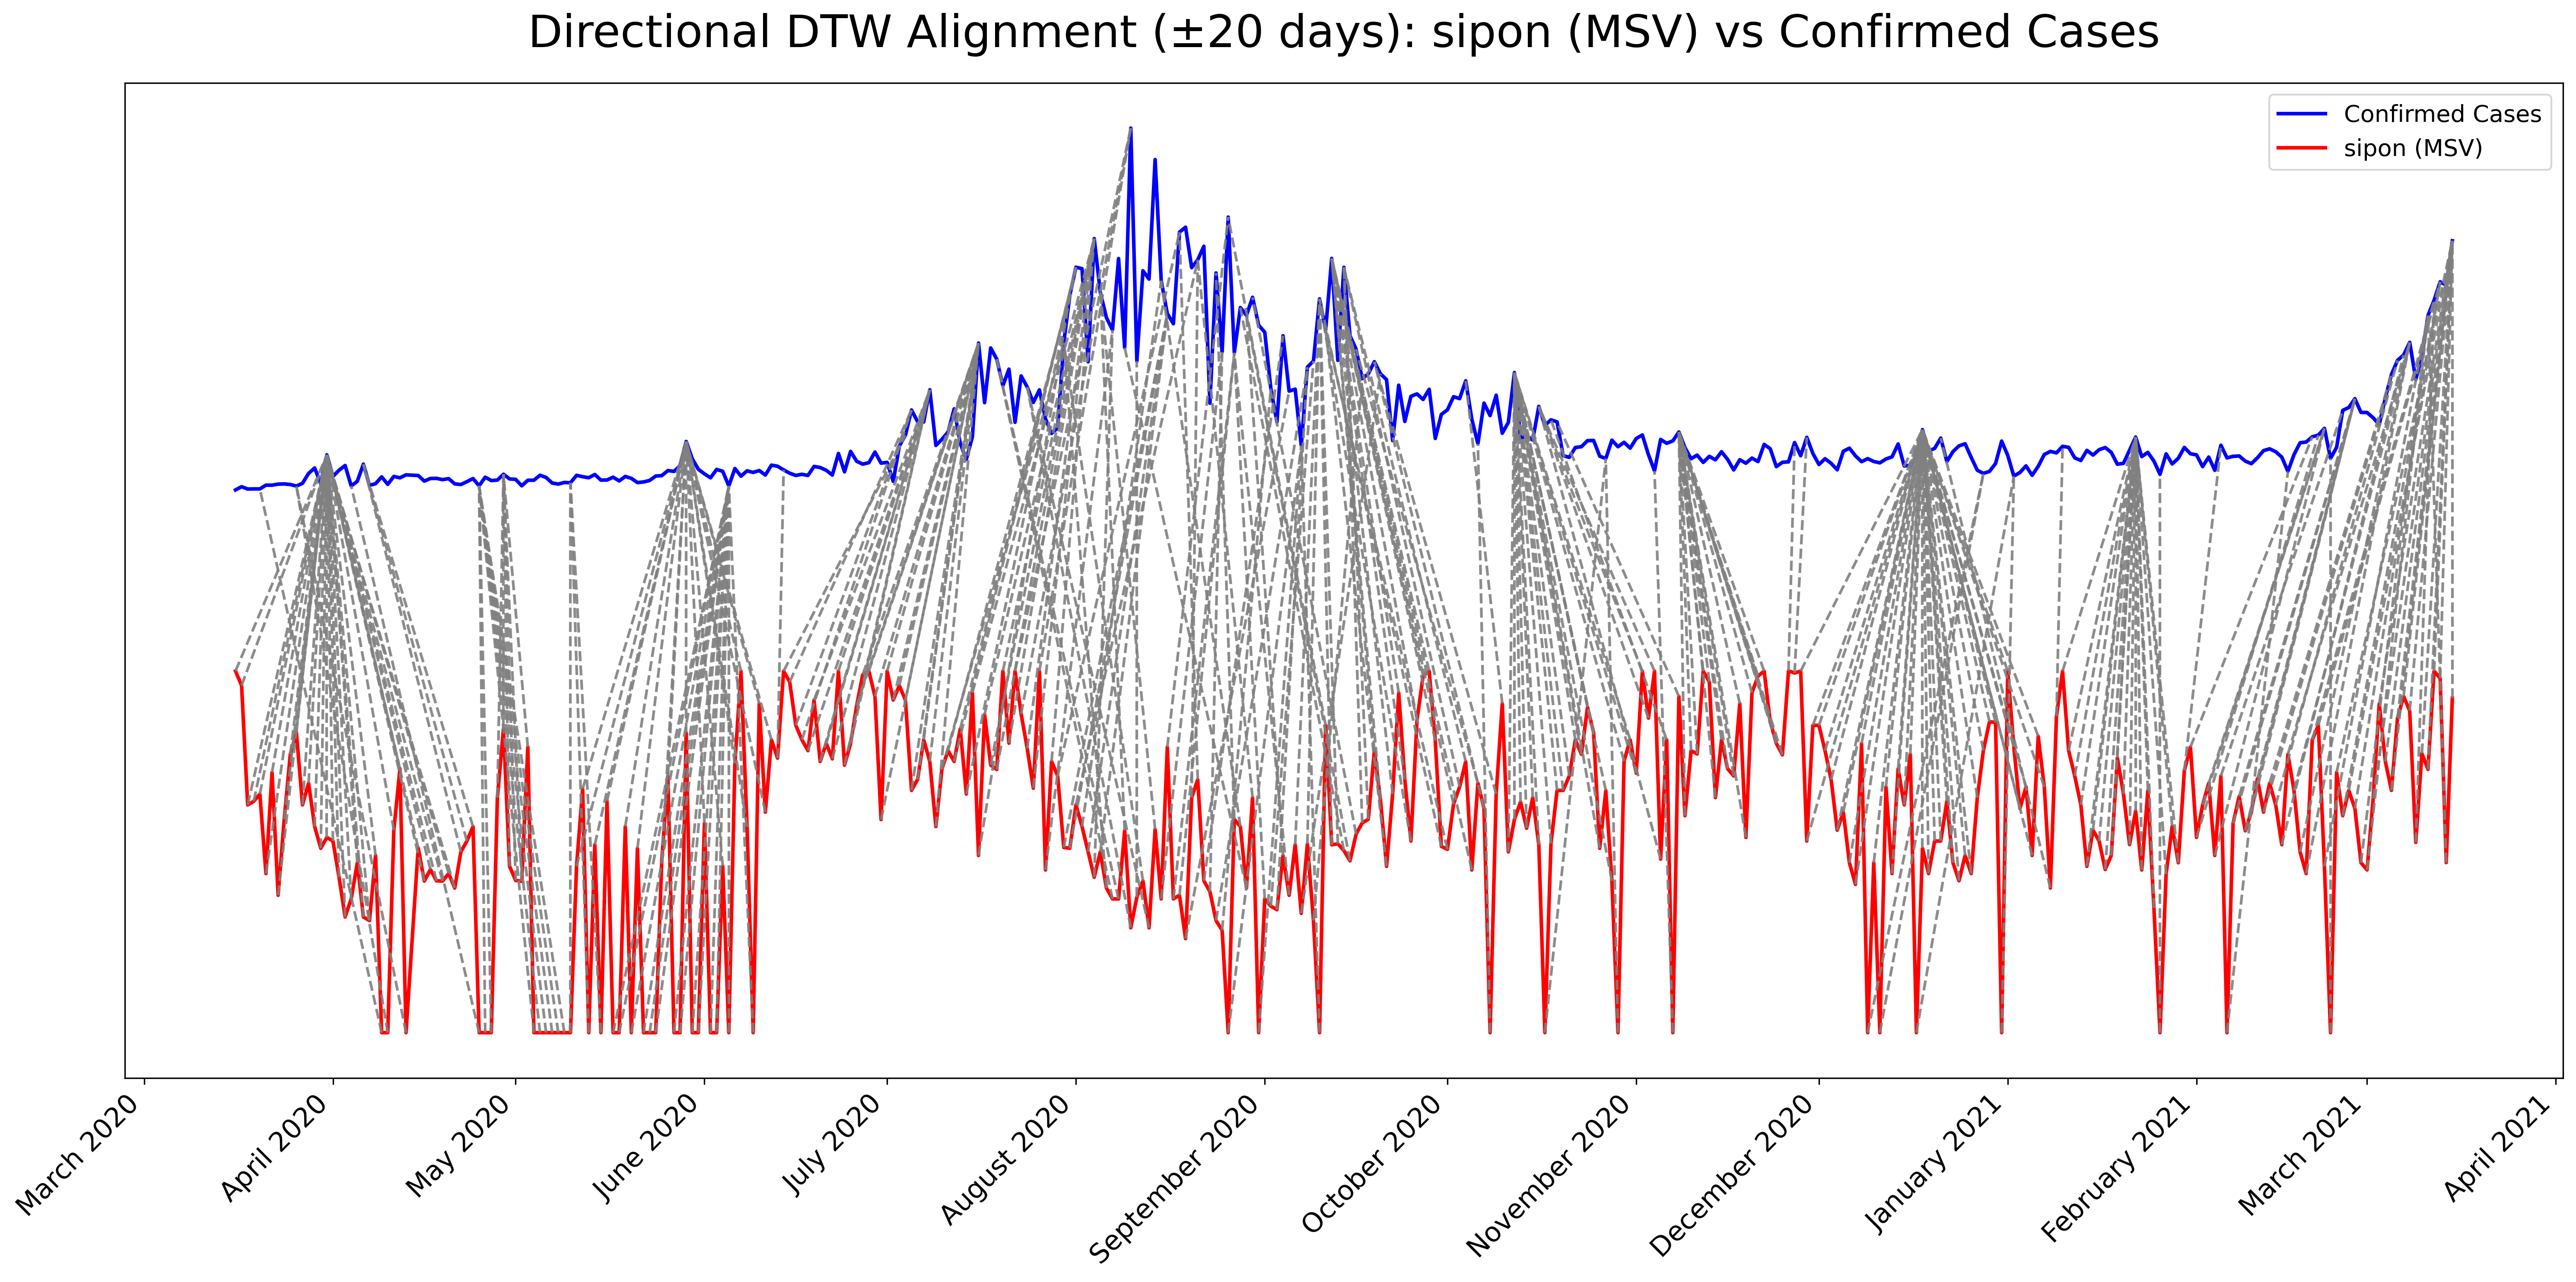 Directional DTW Alignment (±20 days): sipon (MSV) vs Confirmed Cases
Confirmed Cases
sipon (MSV)
March 2020
April 2020
May 2020
June 2020
July 2020
August 2020
September 2020
October 2020
November 2020
December 2020
January 2021
February 2021
March 2021
April 2021